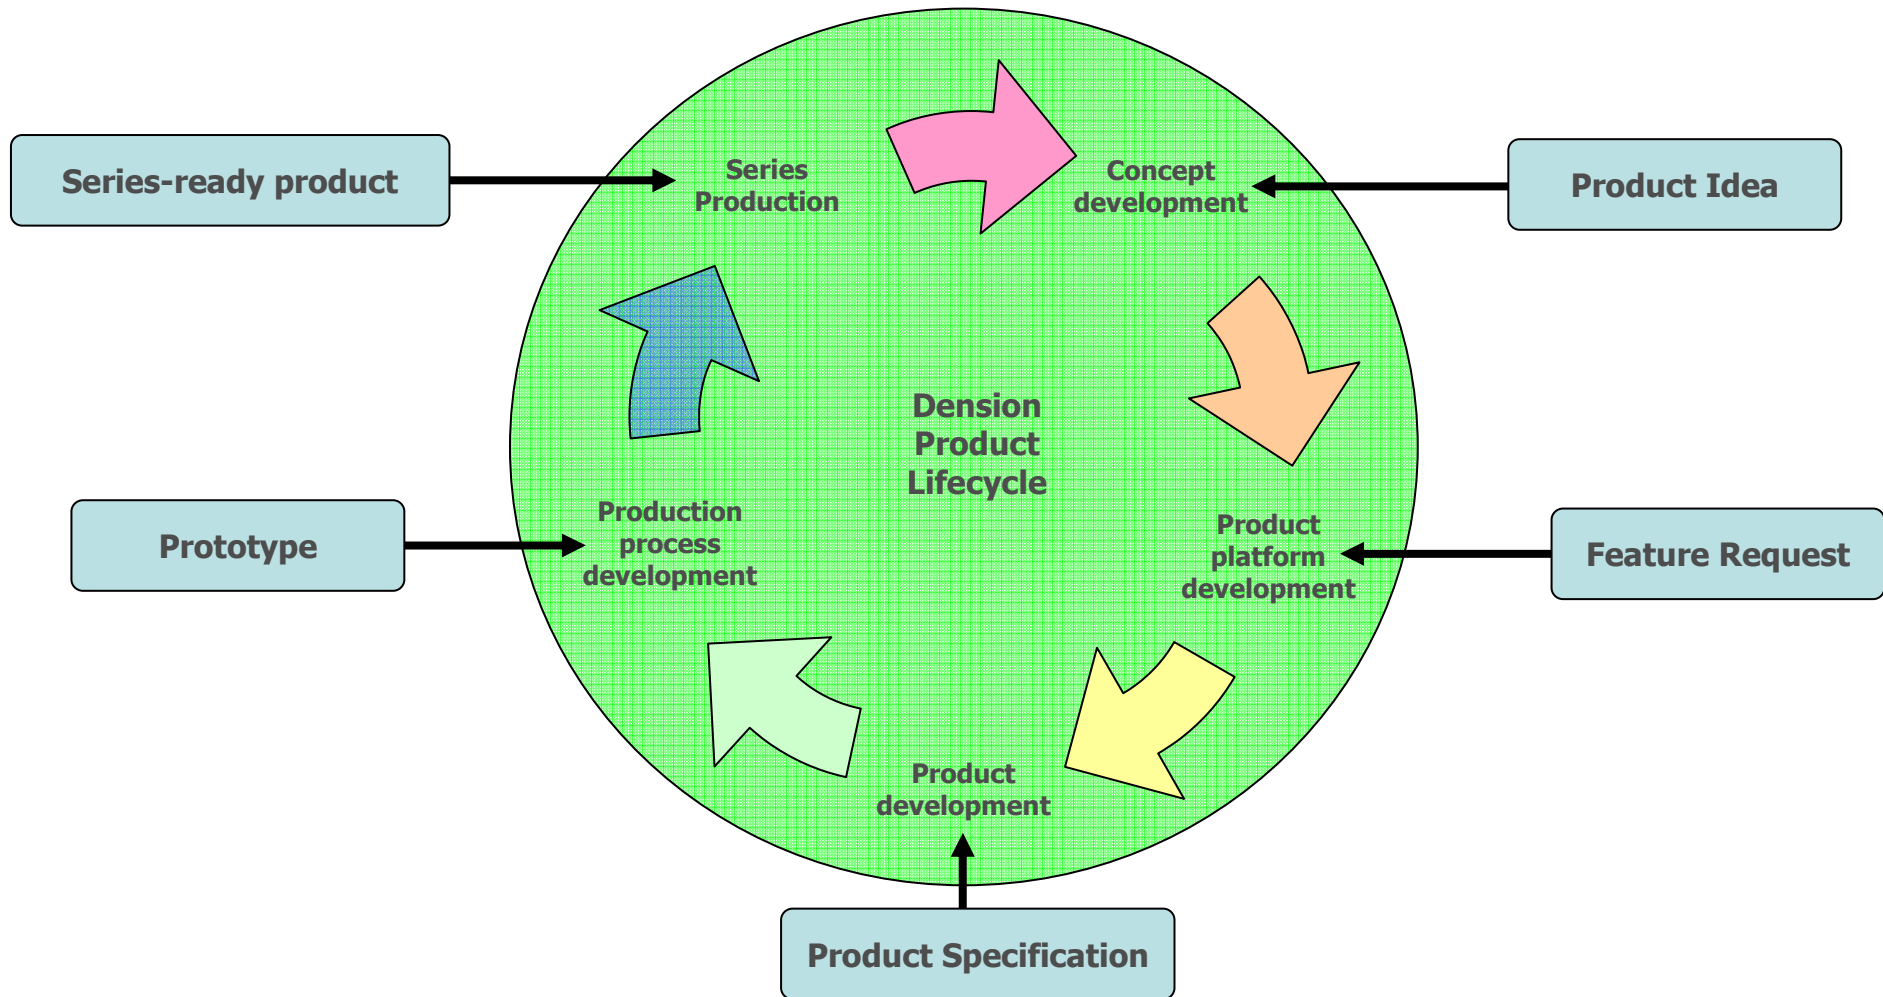 Series-ready product
Series
Production
Concept
development
Product Idea
Dension
Product
Lifecycle
Prototype
Production
process
development
Product
platform
development
Feature Request
Product
development
Product Specification